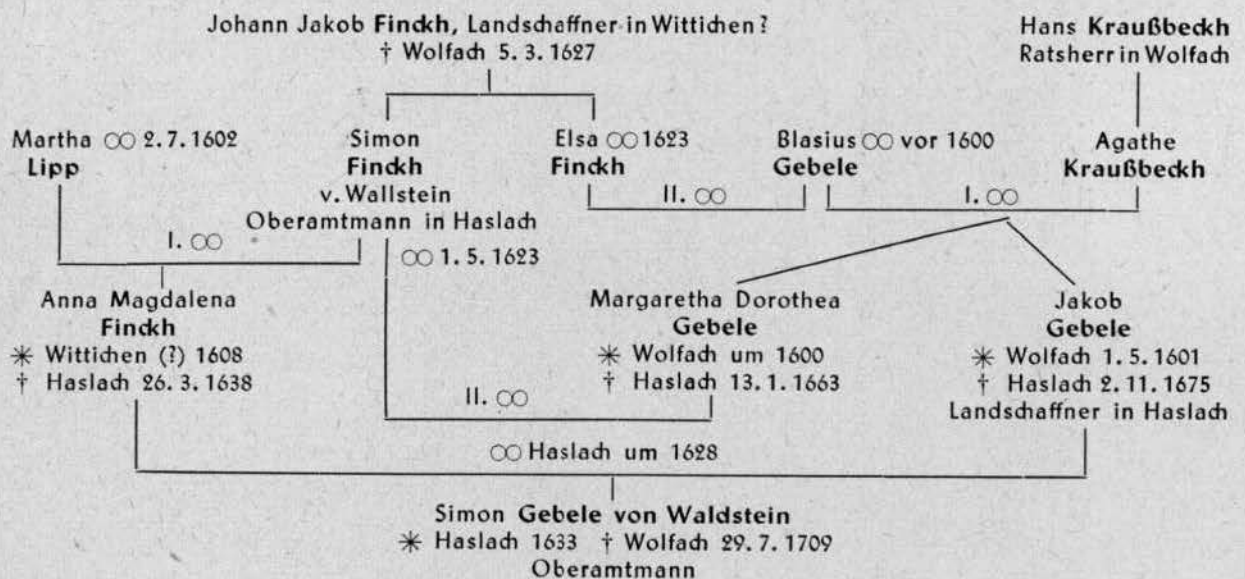 Johann Jakob Finckh, Landschaffner in Wittichen?
† Wolfach 5. 3. 1627
Hans Kraußbeckh
Ratsherr in Wolfach
Martha ⚭ 2. 7. 1602
Lipp
Simon
Finckh
v. Wallstein
Oberamtmann in Haslach
Elsa ⚭ 1623
Finckh
Blasius ⚭ vor 1600
Gebele
Agathe
Kraußbeckh
I. ⚭
II. ⚭
I. ⚭
⚭ 1. 5. 1623
Anna Magdalena
Finckh
* Wittichen (?) 1608
† Haslach 26. 3. 1638
Margaretha Dorothea
Gebele
* Wolfach um 1600
† Haslach 13. 1. 1663
Jakob
Gebele
* Wolfach 1. 5. 1601
† Haslach 2. 11. 1675
Landschaffner in Haslach
II. ⚭
⚭ Haslach um 1628
Simon Gebele von Waldstein
* Haslach 1633 † Wolfach 29. 7. 1709
Oberamtmann